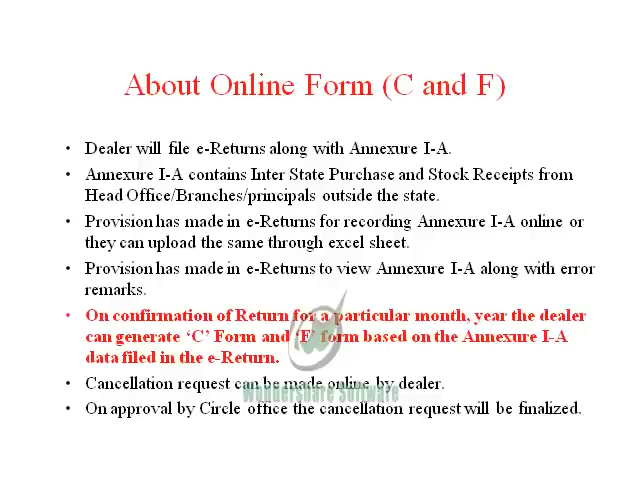 About Online Form (C and F)
• Dealer will file e-Returns along with Annexure I-A.
• Annexure I-A contains Inter State Purchase and Stock Receipts from
Head Office/Branches/principals outside the state.
• Provision has made in e-Returns for recording Annexure I-A online or
they can upload the same through excel sheet.
• Provision has made in e-Returns to view Annexure I-A along with error
remarks.
• On confirmation of Return for a particular month, year the dealer
can generate ‘C’ Form and ‘F’ form based on the Annexure I-A
data filed in the e-Return.
• Cancellation request can be made online by dealer.
Wondershare Software
• On approval by Circle office the cancellation request will be finalized.